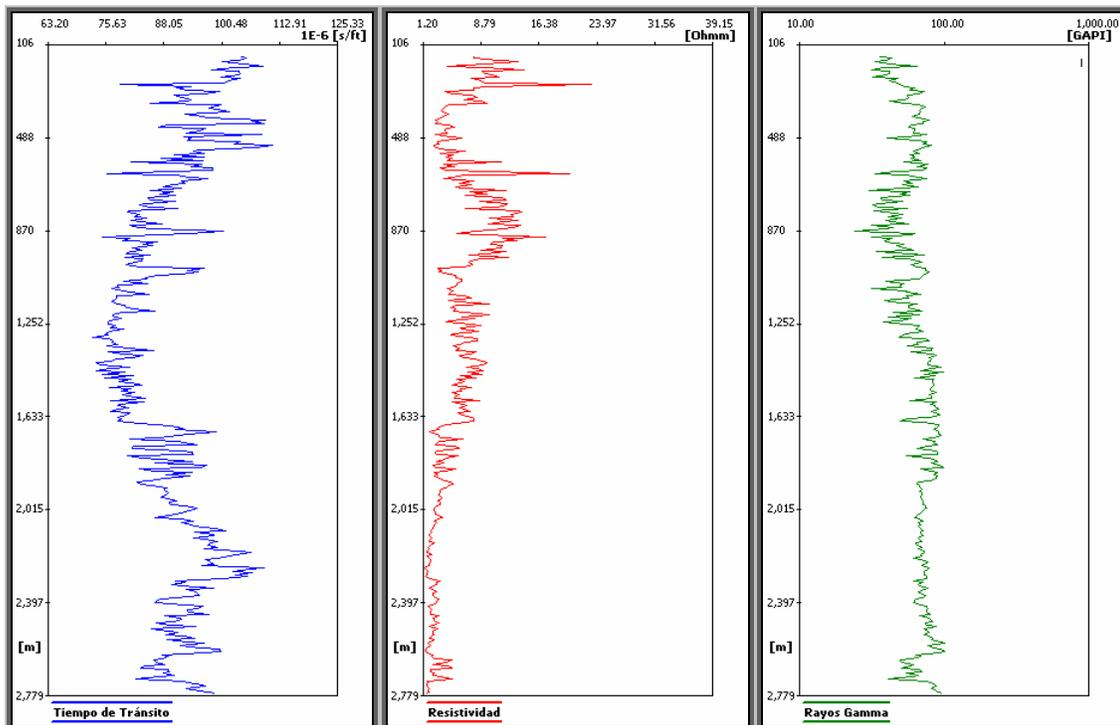 63.20 75.63 88.05 100.48 112.91 125.33
1E-6 [s/ft]
106
488
870
1,252
1,633
2,015
2,397
[m]
2,779
Tiempo de Tránsito
1.20 8.79 16.38 23.97 31.56 39.15
[Ohmm]
106
488
870
1,252
1,633
2,015
2,397
[m]
2,779
Resistividad
10.00 100.00 1,000.00
[GAPI]
106
488
870
1,252
1,633
2,015
2,397
[m]
2,779
Rayos Gamma